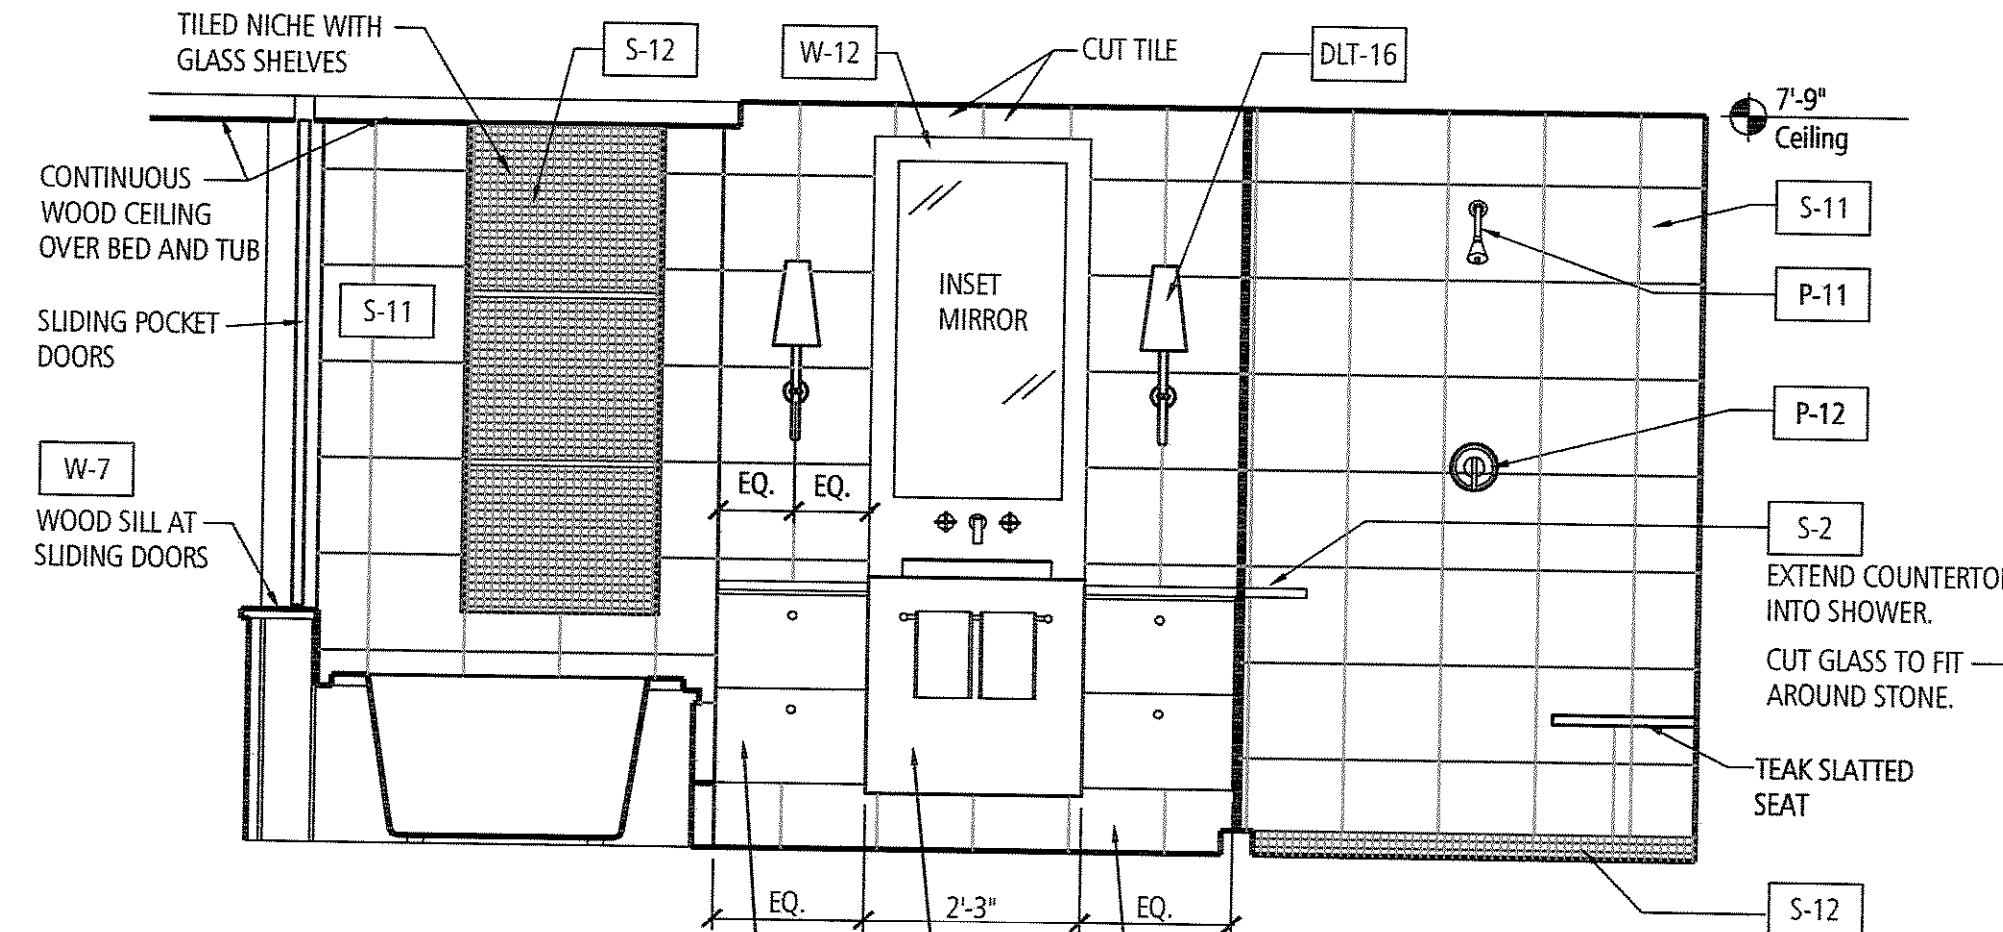 TILED NICHE WITH
GLASS SHELVES
S-12
W-12
CUT TILE
DLT-16
7'-9"
Ceiling
CONTINUOUS
WOOD CEILING
OVER BED AND TUB
S-11
P-11
SLIDING POCKET
DOORS
S-11
INSET
MIRROR
P-12
W-7
WOOD SILL AT
SLIDING DOORS
EQ.
EQ.
S-2
EXTEND COUNTERTO
INTO SHOWER.
CUT GLASS TO FIT
AROUND STONE.
TEAK SLATTED
SEAT
EQ.
2'-3"
EQ.
S-12